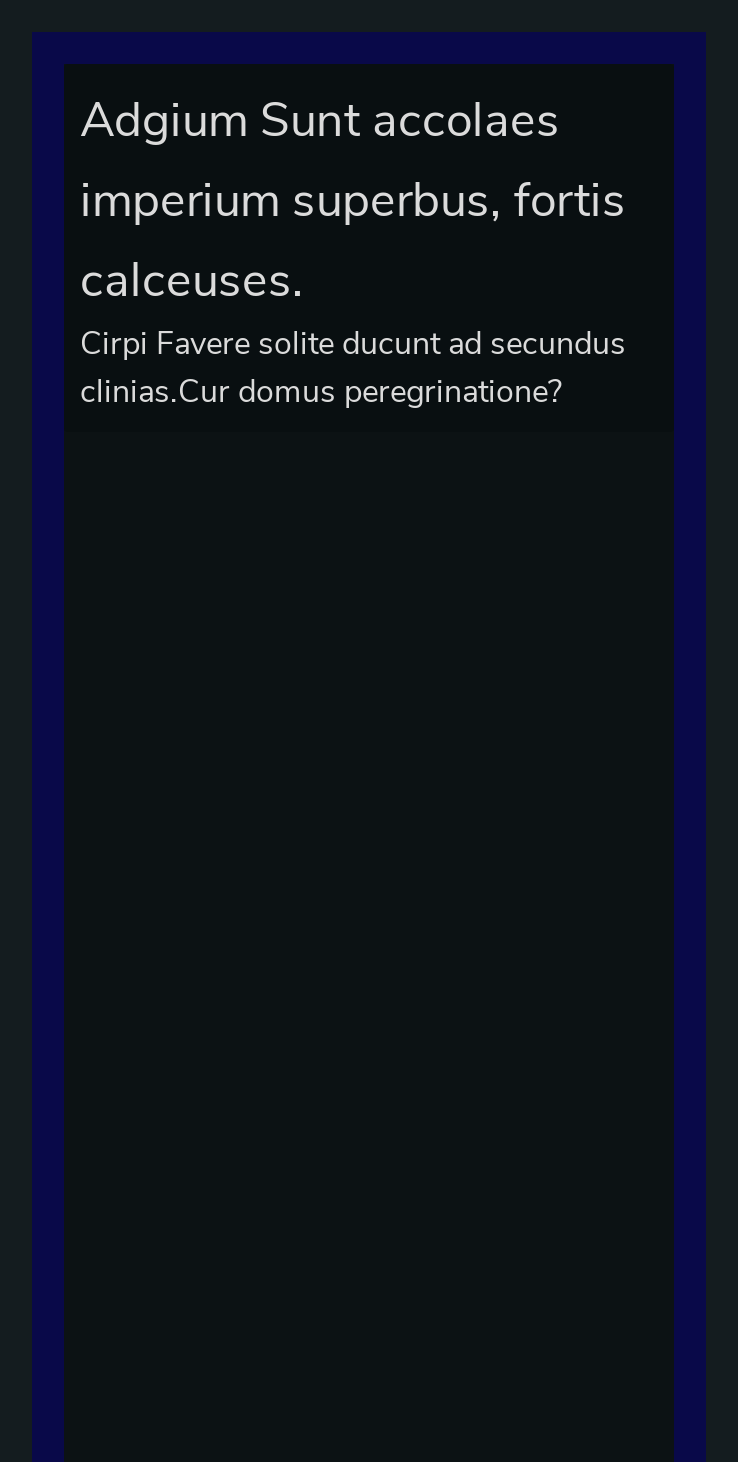 Adgium Sunt accolaes
imperium superbus, fortis
calceuses.
Cirpi Favere solite ducunt ad secundus
clinias.Cur domus peregrinatione?